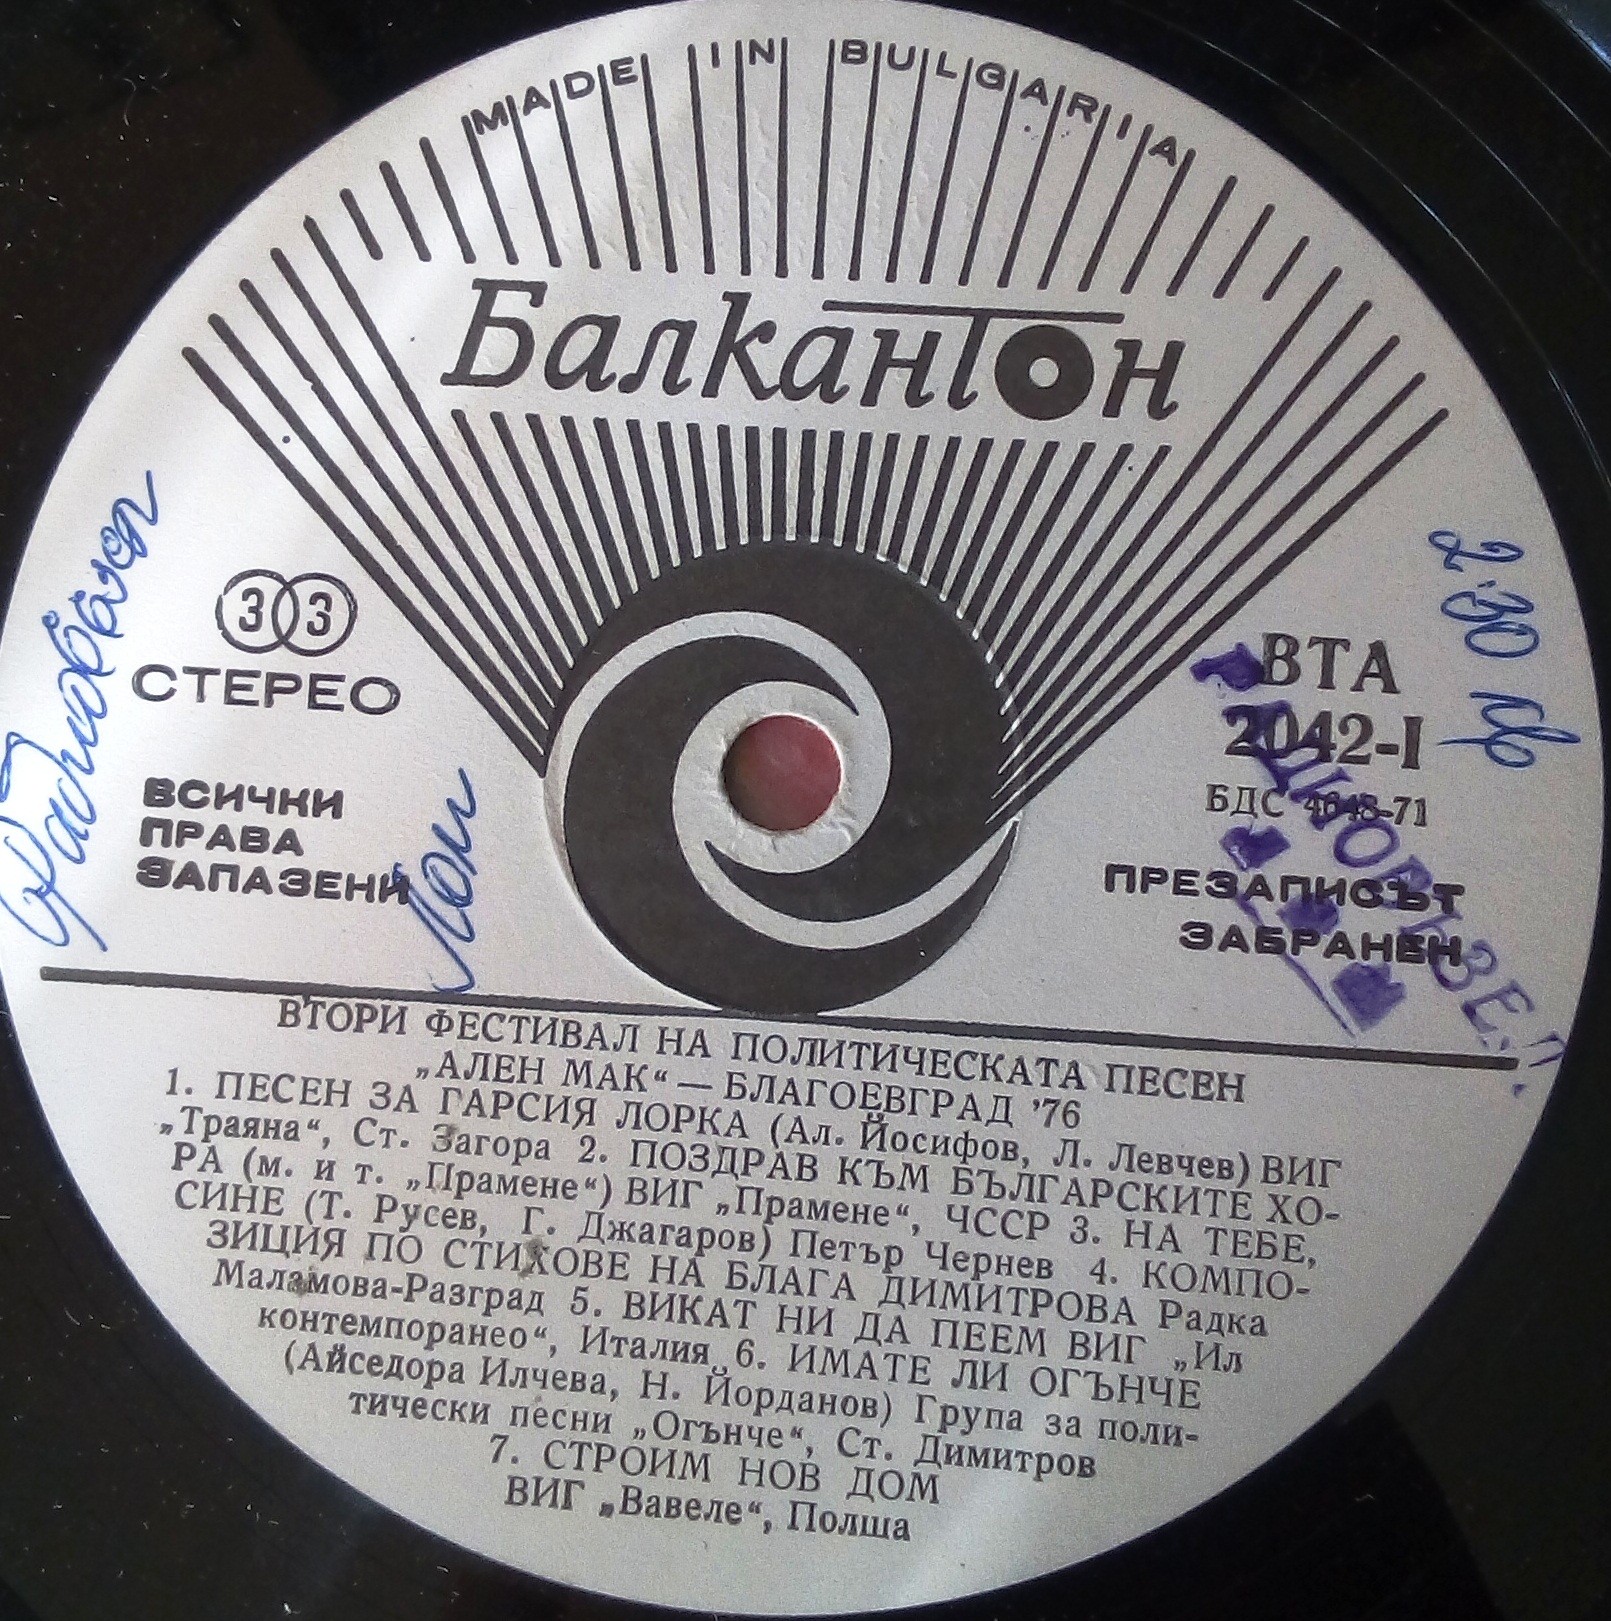 MADE IN BULGARIA
Балкантон
33
СТЕРЕО
ВСИЧКИ
ПРАВА
ЗАПАЗЕНИ
Лом
2.30 лв
ВТА
2042-I
БДС 4648-71
ПРЕЗАПИСЪТ
ЗАБРАНЕН
ВТОРИ ФЕСТИВАЛ НА ПОЛИТИЧЕСКАТА ПЕСЕН
„АЛЕН МАК“ — БЛАГОЕВГРАД ’76
1. ПЕСЕН ЗА ГАРСИЯ ЛОРКА (Ал. Йосифов, Л. Левчев) ВИГ
„Траяна“, Ст. Загора 2. ПОЗДРАВ КЪМ БЪЛГАРСКИТЕ ХО-
РА (м. и т. „Прамене“) ВИГ „Прамене“, ЧССР 3. НА ТЕБЕ,
СИНЕ (Т. Русев, Г. Джагаров) Петър Чернев 4. КОМПО-
ЗИЦИЯ ПО СТИХОВЕ НА БЛАГА ДИМИТРОВА Радка
Маламова-Разград 5. ВИКАТ НИ ДА ПЕЕМ ВИГ „Ил
контемпоранео“, Италия 6. ИМАТЕ ЛИ ОГЪНЧЕ
(Айседора Илчева, Н. Йорданов) Група за поли-
тически песни „Огънче“, Ст. Димитров
7. СТРОИМ НОВ ДОМ
ВИГ „Вавеле“, Полша